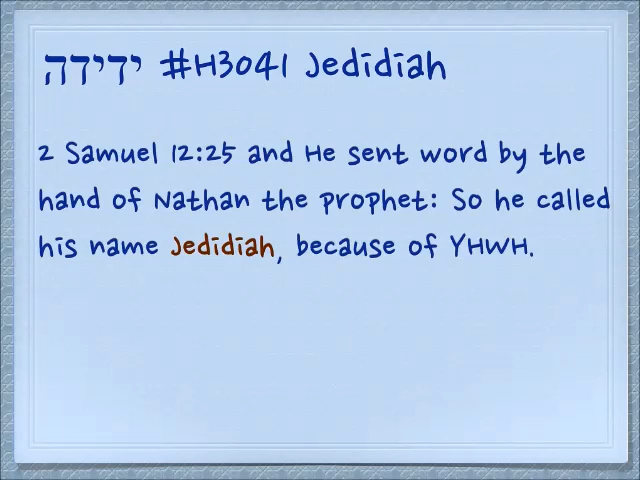 ידידה #H3041 Jedidiah
2 Samuel 12:25 and He sent word by the
hand of Nathan the prophet: So he called
his name Jedidiah, because of YHWH.